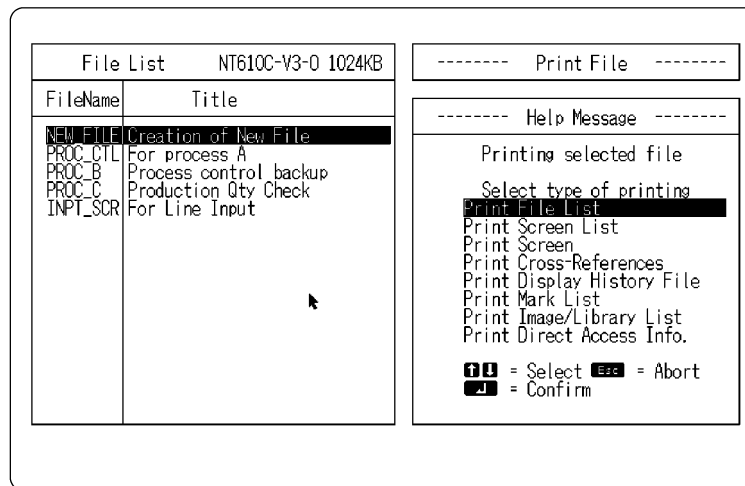 File List NT610C-V3-0 1024KB
FileName Title
NEW_FILE Creation of New File
PROC_CTL For process A
PROC_B Process control backup
PROC_C Production Qty Check
INPT_SCR For Line Input
-------- Print File --------
-------- Help Message --------
Printing selected file
Select type of printing
Print File List
Print Screen List
Print Screen
Print Cross-References
Print Display History File
Print Mark List
Print Image/Library List
Print Direct Access Info.
↑↓ = Select Esc = Abort
↵ = Confirm